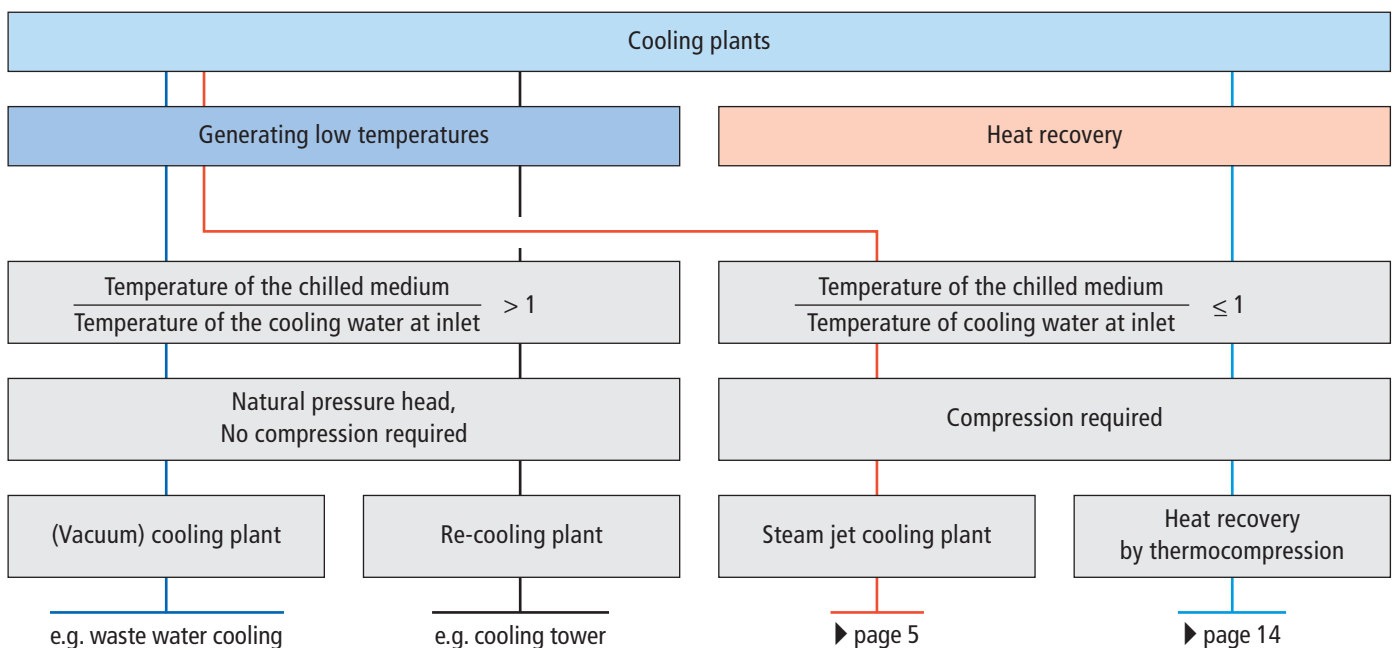 Cooling plants
Generating low temperatures
Heat recovery
Temperature of the chilled medium
Temperature of the cooling water at inlet
> 1
Temperature of the chilled medium
Temperature of cooling water at inlet
≤ 1
Natural pressure head,
No compression required
Compression required
(Vacuum) cooling plant
Re-cooling plant
Steam jet cooling plant
Heat recovery
by thermocompression
e.g. waste water cooling
e.g. cooling tower
▶ page 5
▶ page 14